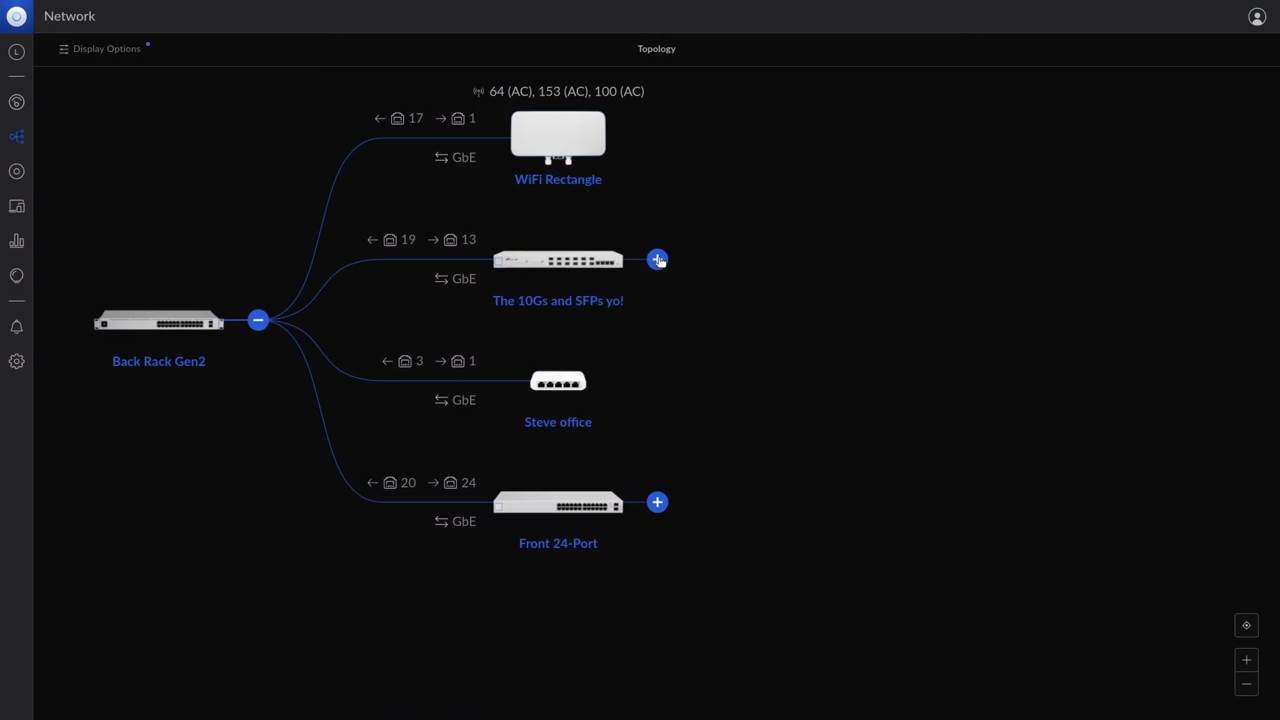 Network
L
Display Options
Topology
64 (AC), 153 (AC), 100 (AC)
← 17 → 1
GbE
WiFi Rectangle
← 19 → 13
GbE
The 10Gs and SFPs yo!
Back Rack Gen2
← 3 → 1
GbE
Steve office
← 20 → 24
GbE
Front 24-Port